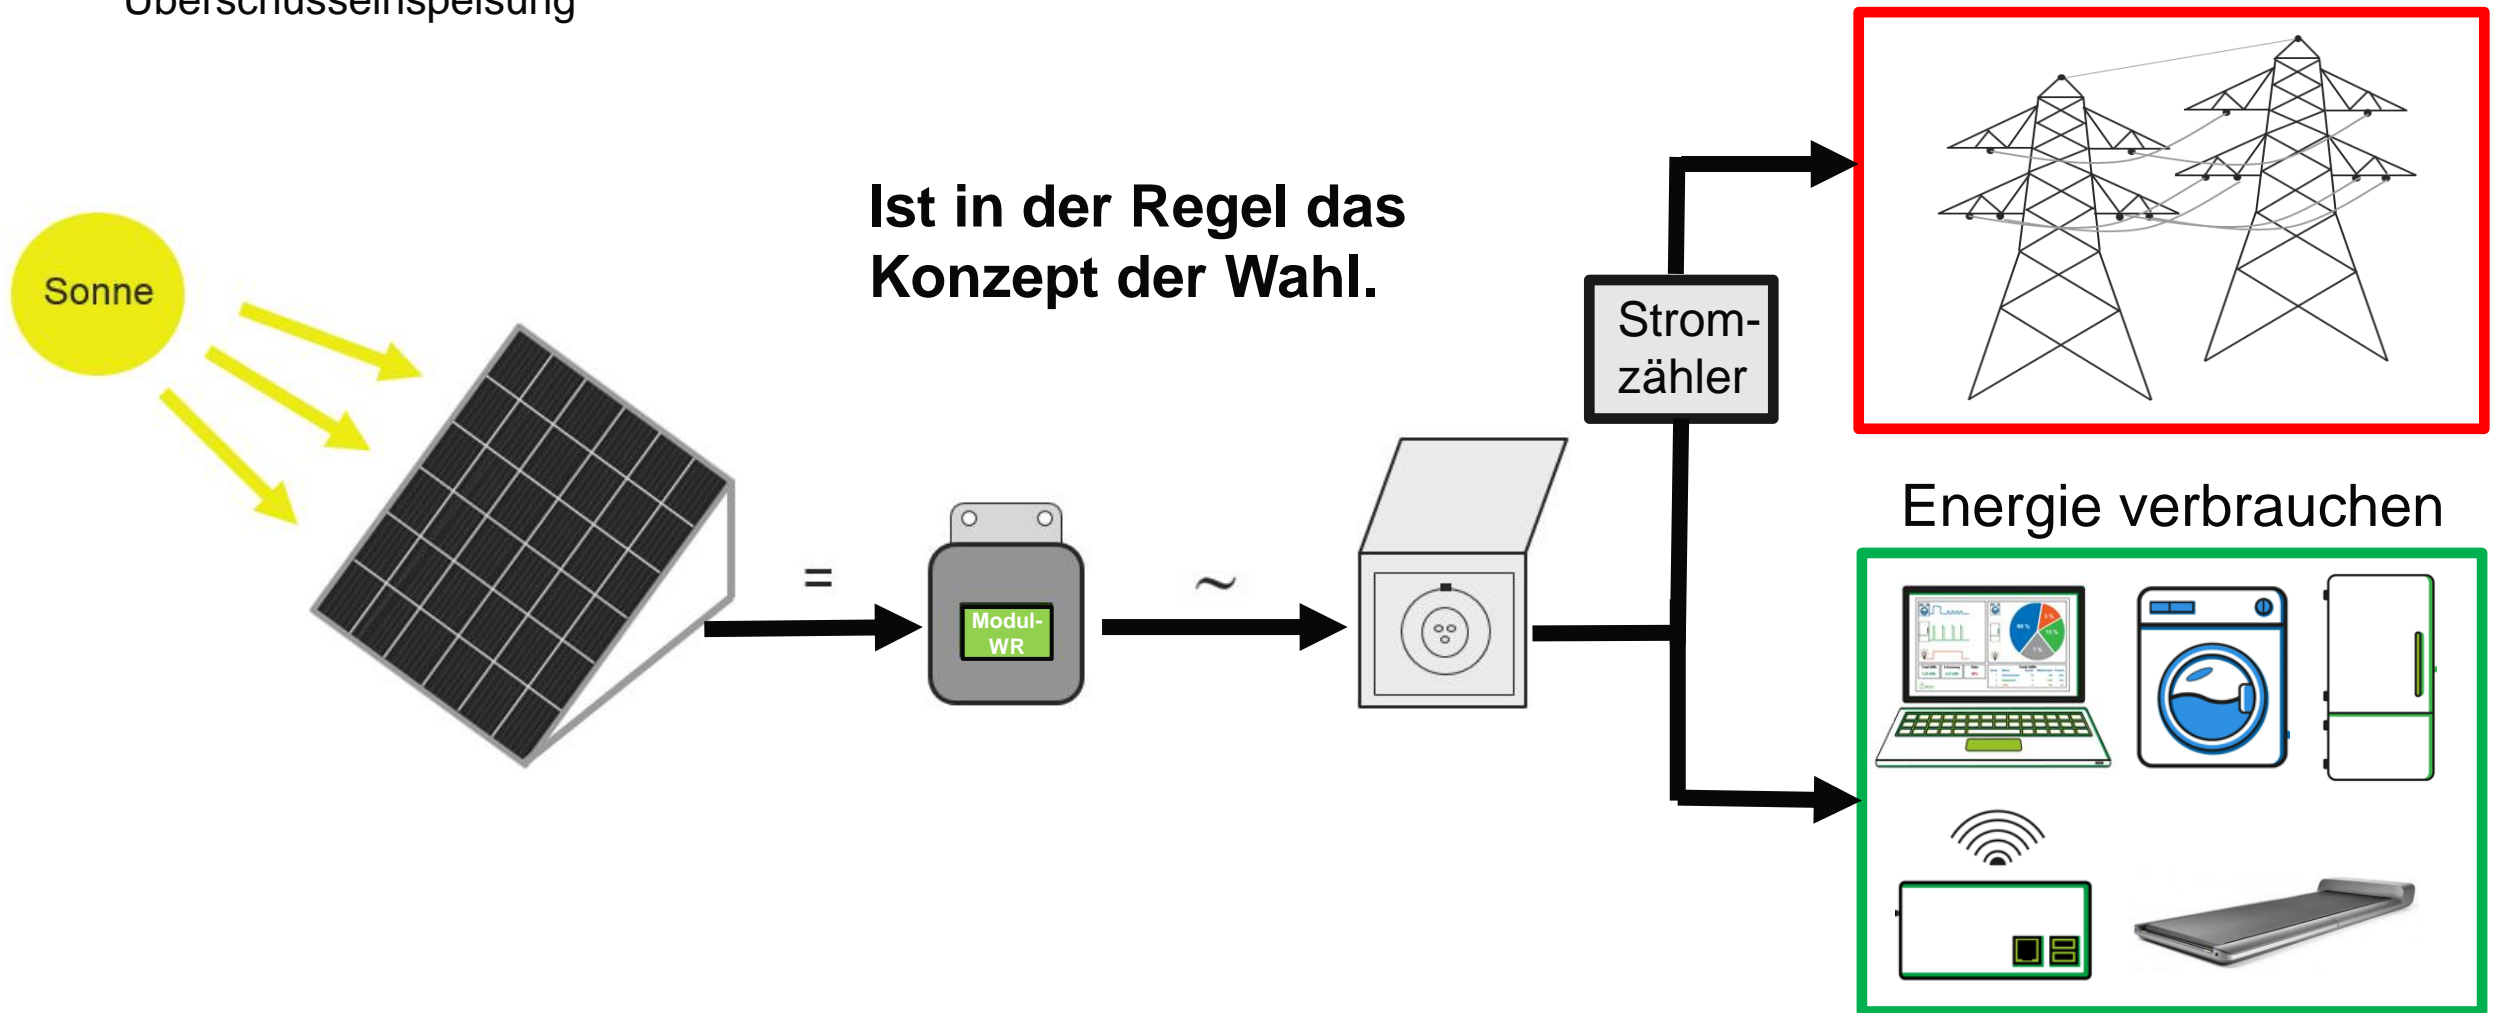 Überschusseinspeisung
Ist in der Regel das
Konzept der Wahl.
Sonne
Strom-
zähler
Energie verbrauchen
=
~
Modul-
WR